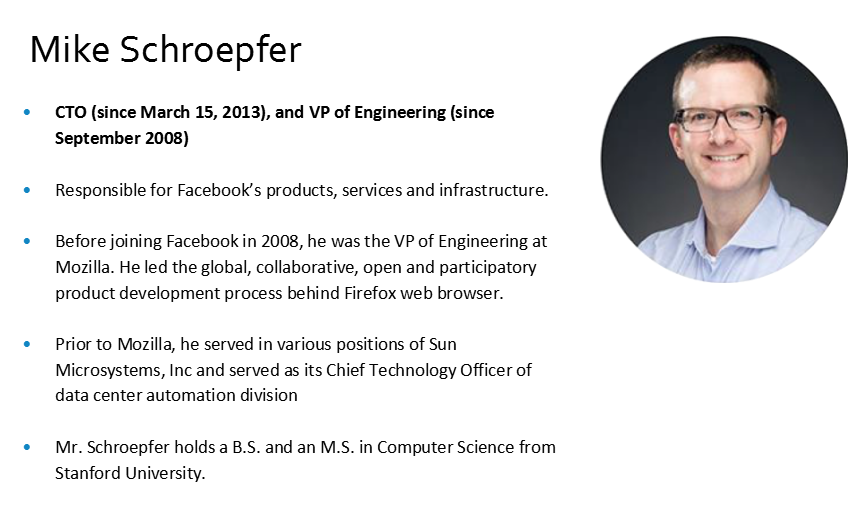 Mike Schroepfer
• CTO (since March 15, 2013), and VP of Engineering (since
September 2008)
• Responsible for Facebook’s products, services and infrastructure.
• Before joining Facebook in 2008, he was the VP of Engineering at
Mozilla. He led the global, collaborative, open and participatory
product development process behind Firefox web browser.
• Prior to Mozilla, he served in various positions of Sun
Microsystems, Inc and served as its Chief Technology Officer of
data center automation division
• Mr. Schroepfer holds a B.S. and an M.S. in Computer Science from
Stanford University.